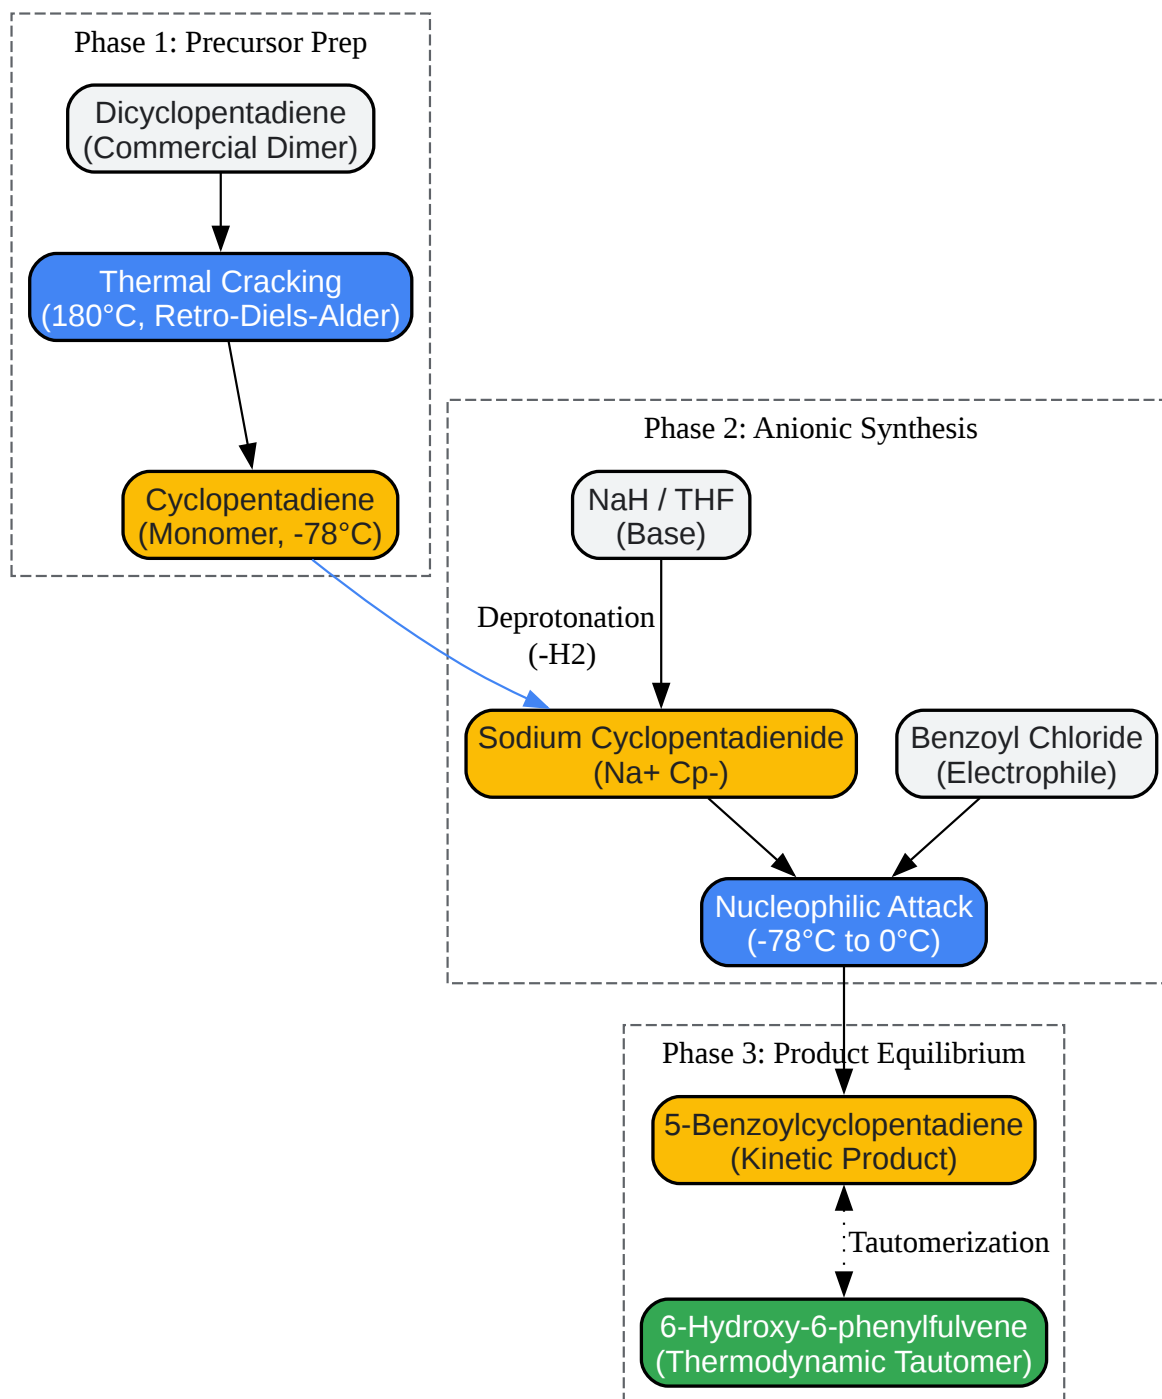 Phase 1: Precursor Prep
Dicyclopentadiene
(Commercial Dimer)
Thermal Cracking
(180°C, Retro-Diels-Alder)
Cyclopentadiene
(Monomer, -78°C)
Phase 2: Anionic Synthesis
NaH / THF
(Base)
Deprotonation
(-H2)
Sodium Cyclopentadienide
(Na+ Cp-)
Benzoyl Chloride
(Electrophile)
Nucleophilic Attack
(-78°C to 0°C)
Phase 3: Product Equilibrium
5-Benzoylcyclopentadiene
(Kinetic Product)
Tautomerization
6-Hydroxy-6-phenylfulvene
(Thermodynamic Tautomer)